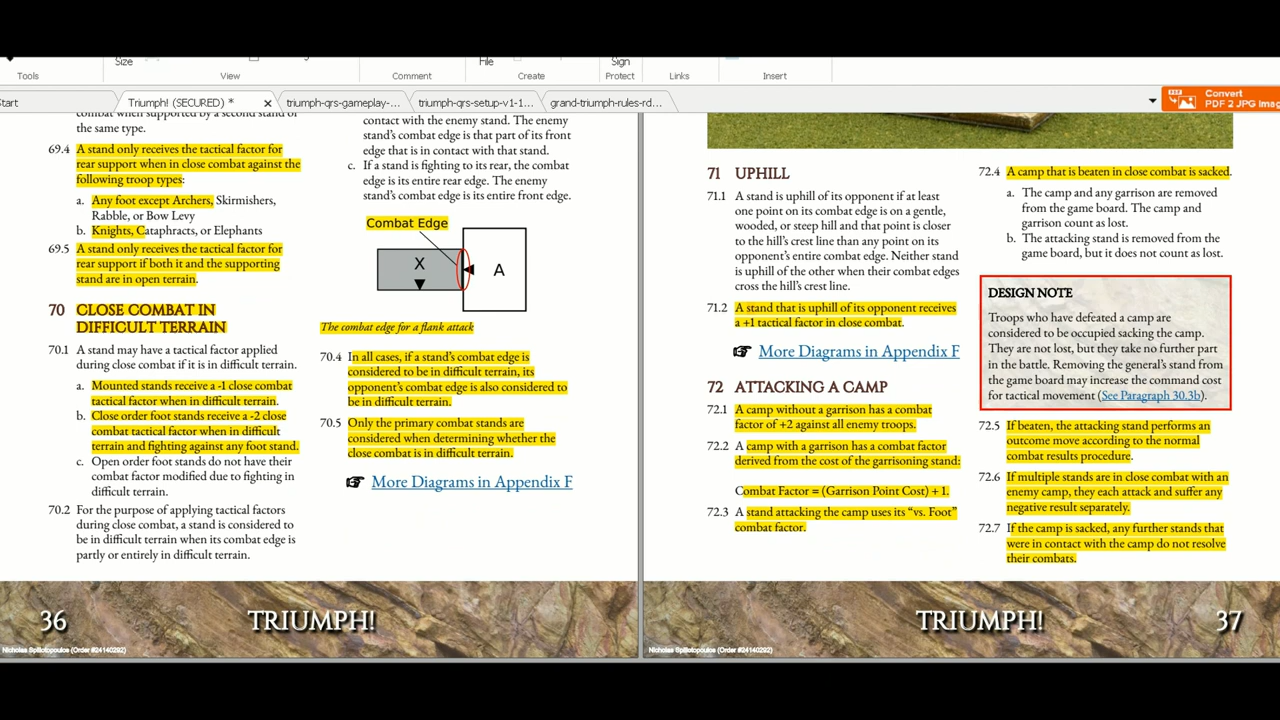 Size
File
Sign
Tools
View
Comment
Create
Protect
Links
Insert
Start
Triumph! (SECURED) *
triumph-qrs-gameplay-...
triumph-qrs-setup-v1-1...
grand-triumph-rules-rd...
Convert
PDF 2 JPG Imag
combat when supported by a second stand of
the same type.
69.4 A stand only receives the tactical factor for
rear support when in close combat against the
following troop types:
a. Any foot except Archers, Skirmishers,
Rabble, or Bow Levy
b. Knights, Cataphracts, or Elephants
69.5 A stand only receives the tactical factor for
rear support if both it and the supporting
stand are in open terrain.
70 CLOSE COMBAT IN
DIFFICULT TERRAIN
70.1 A stand may have a tactical factor applied
during close combat if it is in difficult terrain.
a. Mounted stands receive a -1 close combat
tactical factor when in difficult terrain.
b. Close order foot stands receive a -2 close
combat tactical factor when in difficult
terrain and fighting against any foot stand.
c. Open order foot stands do not have their
combat factor modified due to fighting in
difficult terrain.
70.2 For the purpose of applying tactical factors
during close combat, a stand is considered to
be in difficult terrain when its combat edge is
partly or entirely in difficult terrain.
contact with the enemy stand. The enemy
stand's combat edge is that part of its front
edge that is in contact with that stand.
c. If a stand is fighting to its rear, the combat
edge is its entire rear edge. The enemy
stand's combat edge is its entire front edge.
Combat Edge
X
A
The combat edge for a flank attack
70.4 In all cases, if a stand's combat edge is
considered to be in difficult terrain, its
opponent's combat edge is also considered to
be in difficult terrain.
70.5 Only the primary combat stands are
considered when determining whether the
close combat is in difficult terrain.
More Diagrams in Appendix F
36
TRIUMPH!
Nicholas Spiliotopoulos (Order #24140292)
71 UPHILL
71.1 A stand is uphill of its opponent if at least
one point on its combat edge is on a gentle,
wooded, or steep hill and that point is closer
to the hill's crest line than any point on its
opponent's entire combat edge. Neither stand
is uphill of the other when their combat edges
cross the hill's crest line.
71.2 A stand that is uphill of its opponent receives
a +1 tactical factor in close combat.
More Diagrams in Appendix F
72 ATTACKING A CAMP
72.1 A camp without a garrison has a combat
factor of +2 against all enemy troops.
72.2 A camp with a garrison has a combat factor
derived from the cost of the garrisoning stand:
Combat Factor = (Garrison Point Cost) + 1.
72.3 A stand attacking the camp uses its "vs. Foot"
combat factor.
72.4 A camp that is beaten in close combat is sacked.
a. The camp and any garrison are removed
from the game board. The camp and
garrison count as lost.
b. The attacking stand is removed from the
game board, but it does not count as lost.
DESIGN NOTE
Troops who have defeated a camp are
considered to be occupied sacking the camp.
They are not lost, but they take no further part
in the battle. Removing the general's stand from
the game board may increase the command cost
for tactical movement (See Paragraph 30.3b).
72.5 If beaten, the attacking stand performs an
outcome move according to the normal
combat results procedure.
72.6 If multiple stands are in close combat with an
enemy camp, they each attack and suffer any
negative result separately.
72.7 If the camp is sacked, any further stands that
were in contact with the camp do not resolve
their combats.
TRIUMPH!
37
Nicholas Spiliotopoulos (Order #24140292)